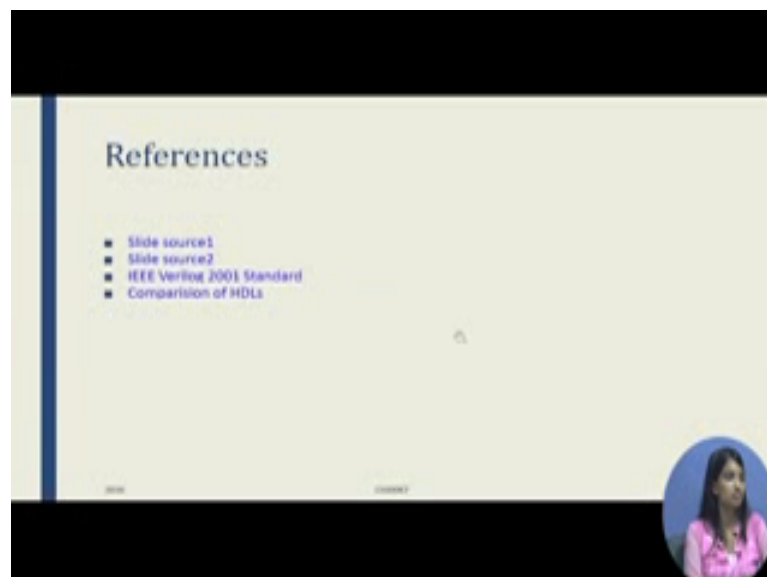 References
Slide source1
Slide source2
IEEE Verilog 2001 Standard
Comparision of HDLs